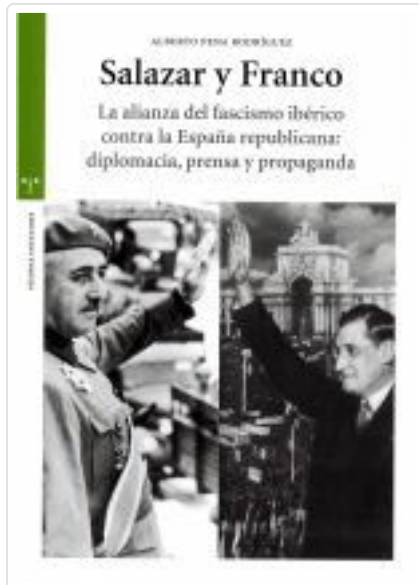 ALBERTO PENA RODRÍGUEZ
Salazar y Franco
La alianza del fascismo ibérico
contra la España republicana:
diplomacia, prensa y propaganda